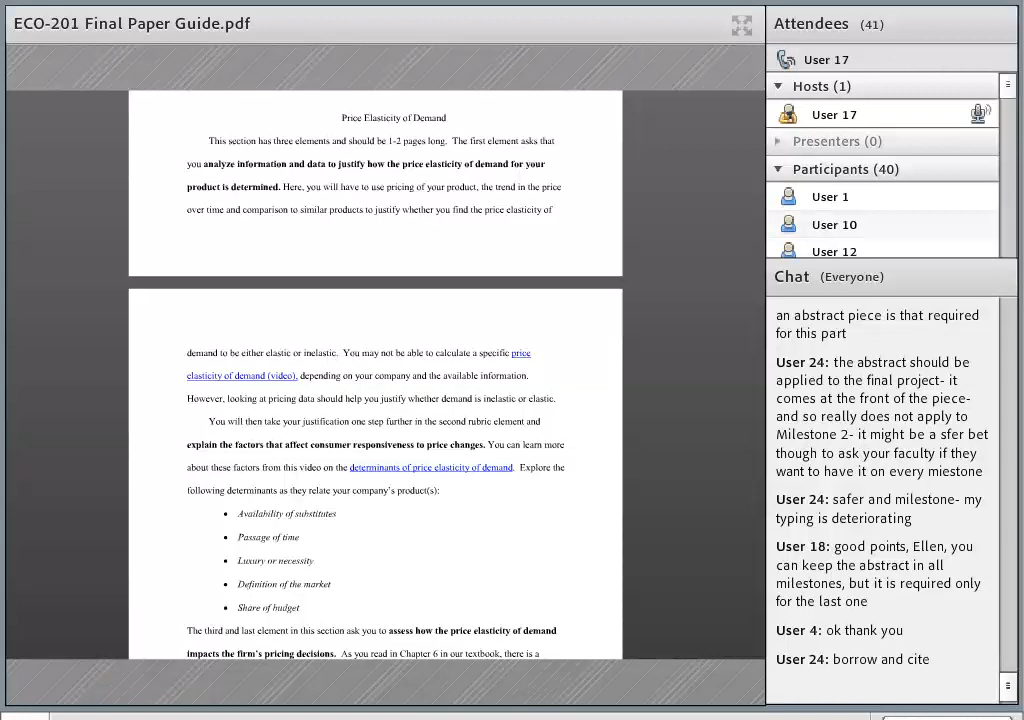 ECO-201 Final Paper Guide.pdf
Price Elasticity of Demand
This section has three elements and should be 1-2 pages long. The first element asks that
you analyze information and data to justify how the price elasticity of demand for your
product is determined. Here, you will have to use pricing of your product, the trend in the price
over time and comparison to similar products to justify whether you find the price elasticity of
demand to be either elastic or inelastic. You may not be able to calculate a specific price
elasticity of demand (video), depending on your company and the available information.
However, looking at pricing data should help you justify whether demand is inelastic or elastic.
You will then take your justification one step further in the second rubric element and
explain the factors that affect consumer responsiveness to price changes. You can learn more
about these factors from this video on the determinants of price elasticity of demand. Explore the
following determinants as they relate your company's product(s):
• Availability of substitutes
• Passage of time
• Luxury or necessity
• Definition of the market
• Share of budget
The third and last element in this section ask you to assess how the price elasticity of demand
impacts the firm's pricing decisions. As you read in Chapter 6 in our textbook, there is a
Attendees (41)
User 17
Hosts (1)
User 17
Presenters (0)
Participants (40)
User 1
User 10
User 12
Chat (Everyone)
an abstract piece is that required
for this part
User 24: the abstract should be
applied to the final project- it
comes at the front of the piece-
and so really does not apply to
Milestone 2- it might be a sfer bet
though to ask your faculty if they
want to have it on every miestone
User 24: safer and milestone- my
typing is deteriorating
User 18: good points, Ellen, you
can keep the abstract in all
milestones, but it is required only
for the last one
User 4: ok thank you
User 24: borrow and cite